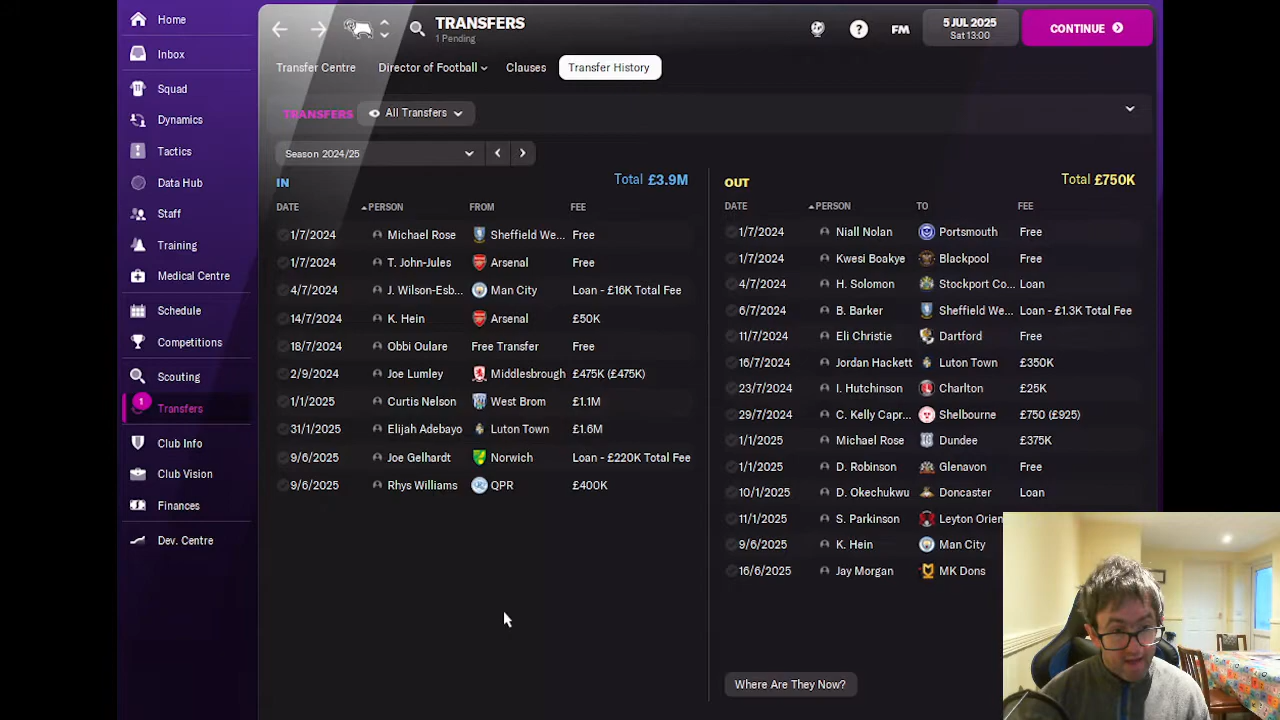 Home
Inbox
Squad
Dynamics
Tactics
Data Hub
Staff
Training
Medical Centre
Schedule
Competitions
Scouting
1
Transfers
Club Info
Club Vision
Finances
Dev. Centre
TRANSFERS
1 Pending
?
FM
5 JUL 2025
Sat 13:00
CONTINUE
Transfer Centre
Director of Football
Clauses
Transfer History
TRANSFERS
All Transfers
Season 2024/25
IN
Total £3.9M
DATE PERSON FROM FEE
1/7/2024 Michael Rose Sheffield We... Free
1/7/2024 T. John-Jules Arsenal Free
4/7/2024 J. Wilson-Esb... Man City Loan - £16K Total Fee
14/7/2024 K. Hein Arsenal £50K
18/7/2024 Obbi Oulare Free Transfer Free
2/9/2024 Joe Lumley Middlesbrough £475K (£475K)
1/1/2025 Curtis Nelson West Brom £1.1M
31/1/2025 Elijah Adebayo Luton Town £1.6M
9/6/2025 Joe Gelhardt Norwich Loan - £220K Total Fee
9/6/2025 Rhys Williams QPR £400K
OUT
Total £750K
DATE PERSON TO FEE
1/7/2024 Niall Nolan Portsmouth Free
1/7/2024 Kwesi Boakye Blackpool Free
4/7/2024 H. Solomon Stockport Co... Loan
6/7/2024 B. Barker Sheffield We... Loan - £1.3K Total Fee
11/7/2024 Eli Christie Dartford Free
16/7/2024 Jordan Hackett Luton Town £350K
23/7/2024 I. Hutchinson Charlton £25K
29/7/2024 C. Kelly Capr... Shelbourne £750 (£925)
1/1/2025 Michael Rose Dundee £375K
1/1/2025 D. Robinson Glenavon Free
10/1/2025 D. Okechukwu Doncaster Loan
11/1/2025 S. Parkinson Leyton Orien
9/6/2025 K. Hein Man City
16/6/2025 Jay Morgan MK Dons
Where Are They Now?